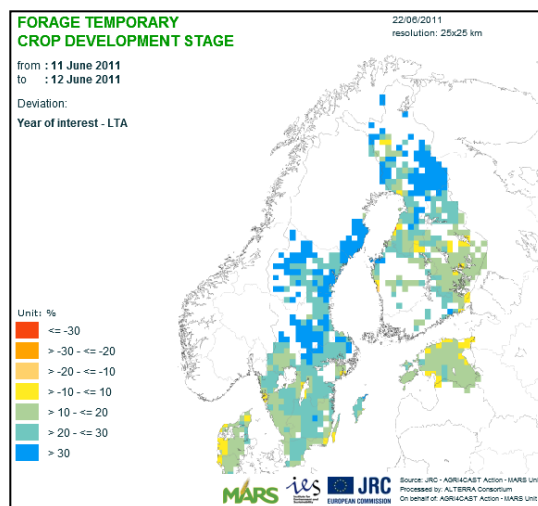 FORAGE TEMPORARY
CROP DEVELOPMENT STAGE
22/06/2011
resolution: 25x25 km
from : 11 June 2011
to : 12 June 2011
Deviation:
Year of interest - LTA
Unit: %
<= -30
> -30 - <= -20
> -20 - <= -10
> -10 - <= 10
> 10 - <= 20
> 20 - <= 30
> 30
MARS
ies
JRC
EUROPEAN COMMISSION
Source: JRC - AGRI4CAST Action - MARS Unit
Processed by: ALTERRA Consortium
On behalf of: AGRI4CAST Action - MARS Unit